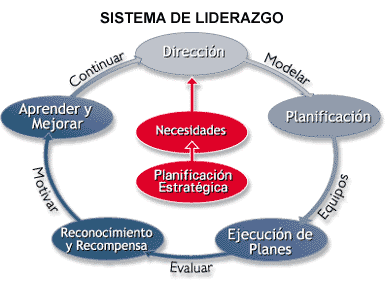 SISTEMA DE LIDERAZGO
Dirección
Continuar
Modelar
Aprender y
Mejorar
Necesidades
Planificación
Planificación
Estratégica
Motivar
Equipos
Reconocimiento
y Recompensa
Ejecución de
Planes
Evaluar